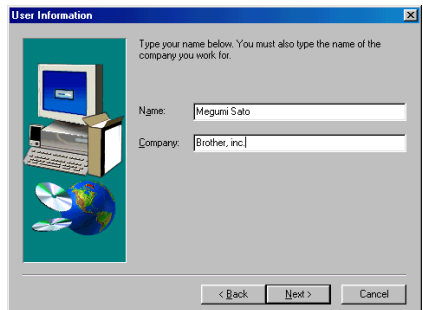 User Information
Type your name below. You must also type the name of the
company you work for.
Name: Megumi Sato
Company: Brother, inc.
< Back Next > Cancel